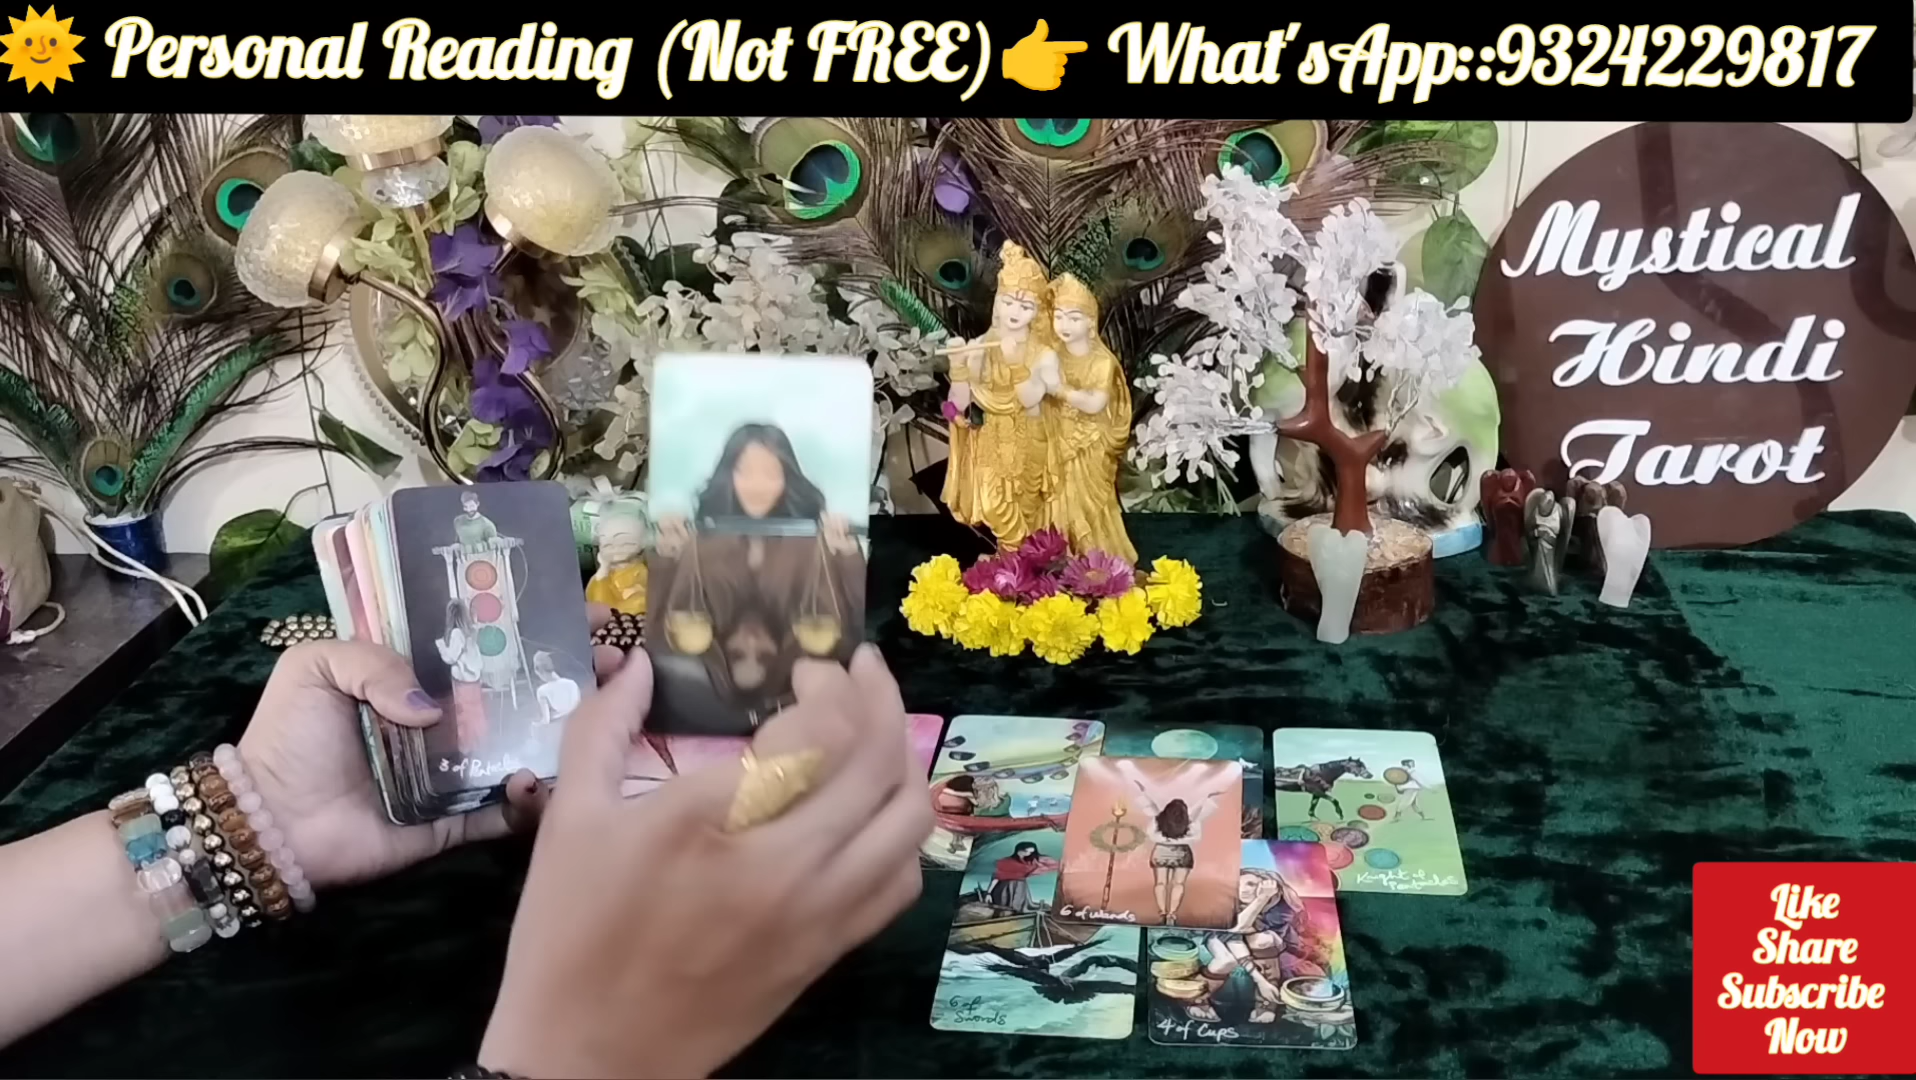 Personal Reading (Not FREE) What'sApp::9324229817
Mystical
Hindi
Tarot
3 of Pentacles
Knight of
Pentacles
6 of Wands
6 of
Swords
4 of Cups
Like
Share
Subscribe
Now